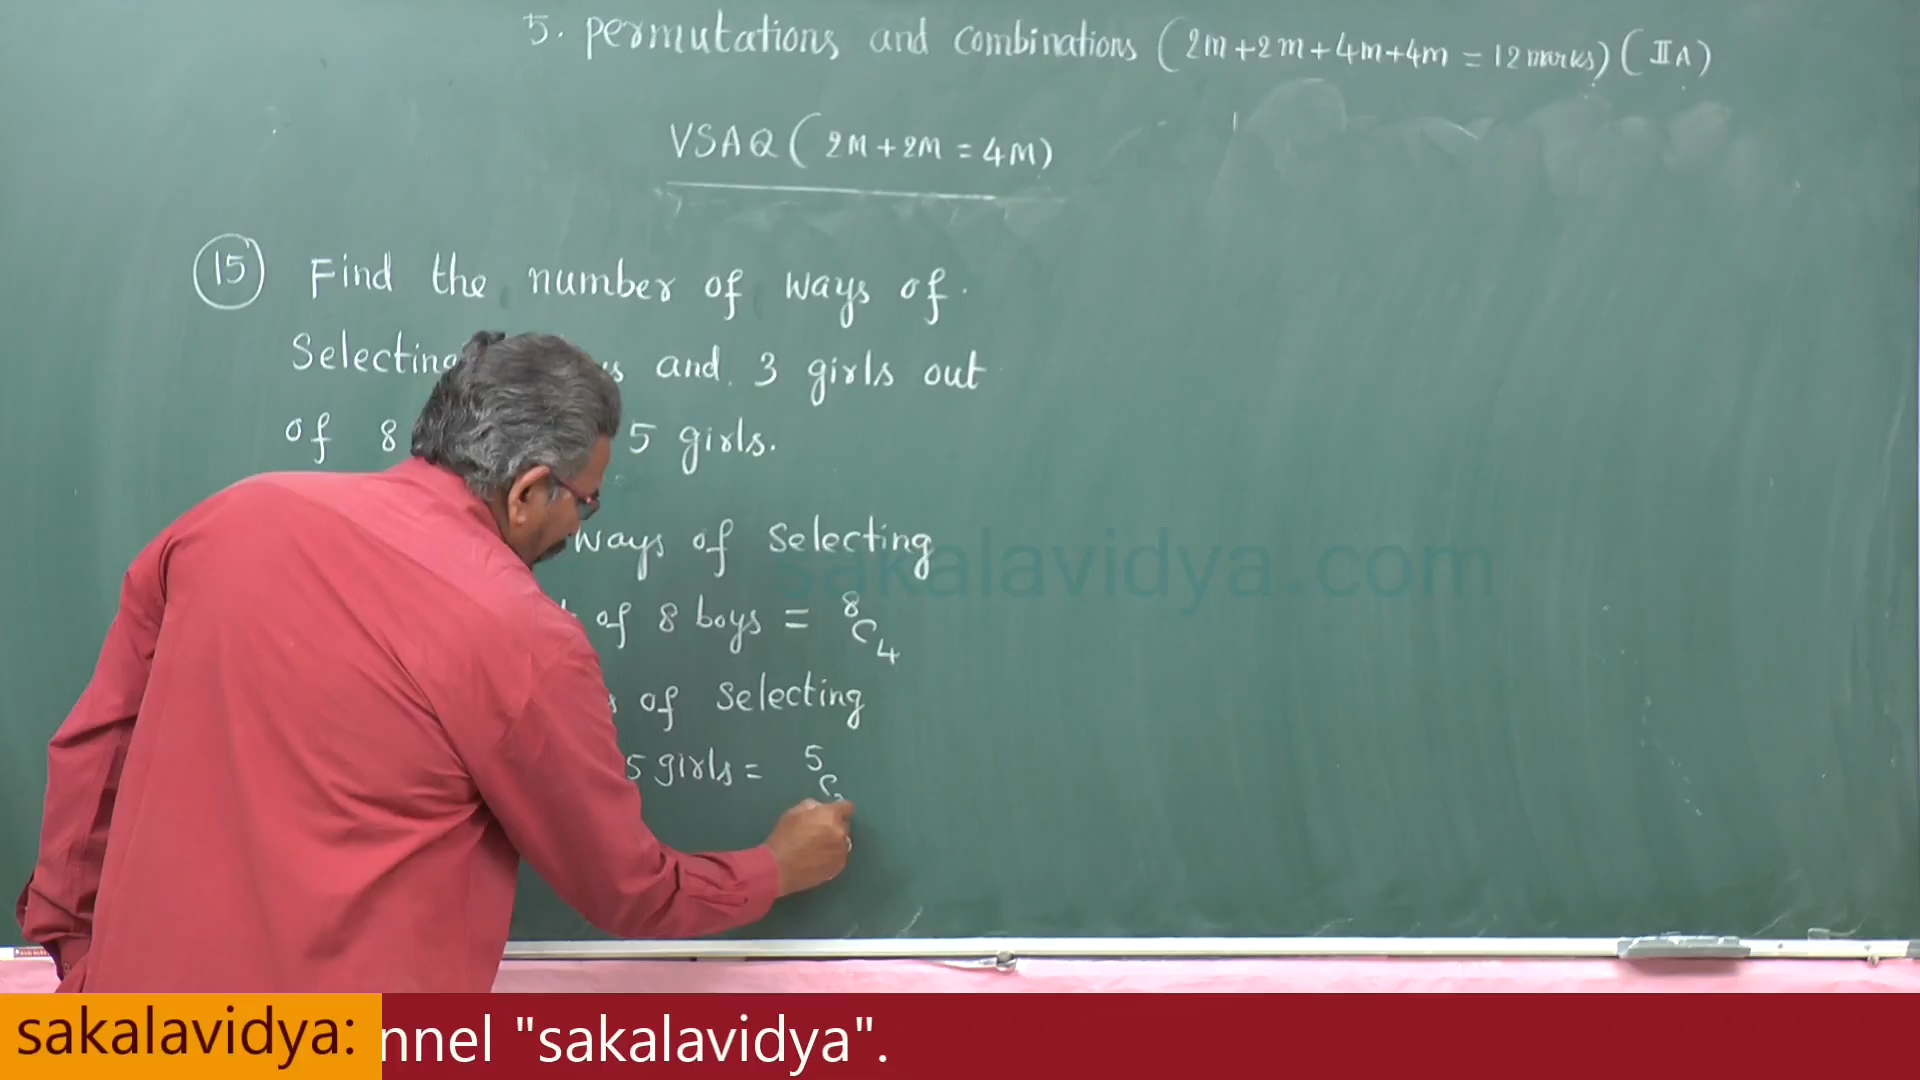 5. permutations and combinations (2m+2m+4m+4m = 12 marks) (II A)
VSAQ (2M+2M = 4M)
15 Find the number of ways of
Selecting and 3 girls out
of 8 5 girls.
ways of selecting
of 8 boys = ⁸C₄
of selecting
5 girls = ⁵C
sakalavidya.com
sakalavidya: nnel "sakalavidya".